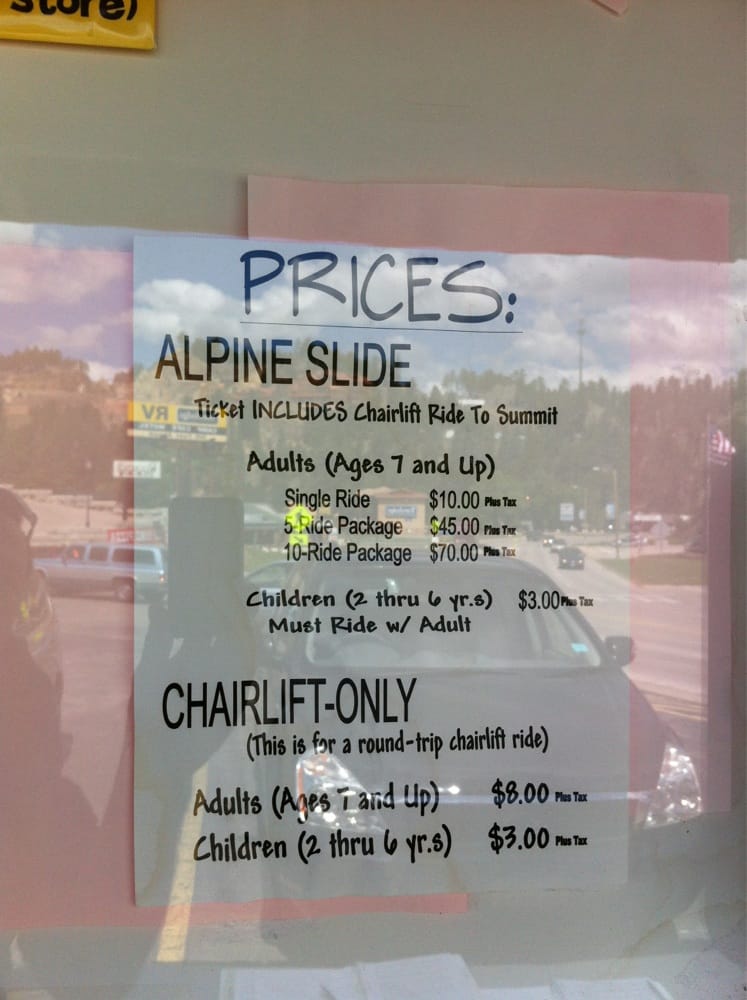 store)
PRICES:
ALPINE SLIDE
Ticket INCLUDES Chairlift Ride To Summit
Adults (Ages 7 and Up)
Single Ride $10.00 Plus Tax
5-Ride Package $45.00 Plus Tax
10-Ride Package $70.00 Plus Tax
Children (2 thru 6 yr.s) $3.00 Plus Tax
Must Ride w/ Adult
CHAIRLIFT-ONLY
(This is for a round-trip chairlift ride)
Adults (Ages 7 and Up) $8.00 Plus Tax
Children (2 thru 6 yr.s) $3.00 Plus Tax
RV